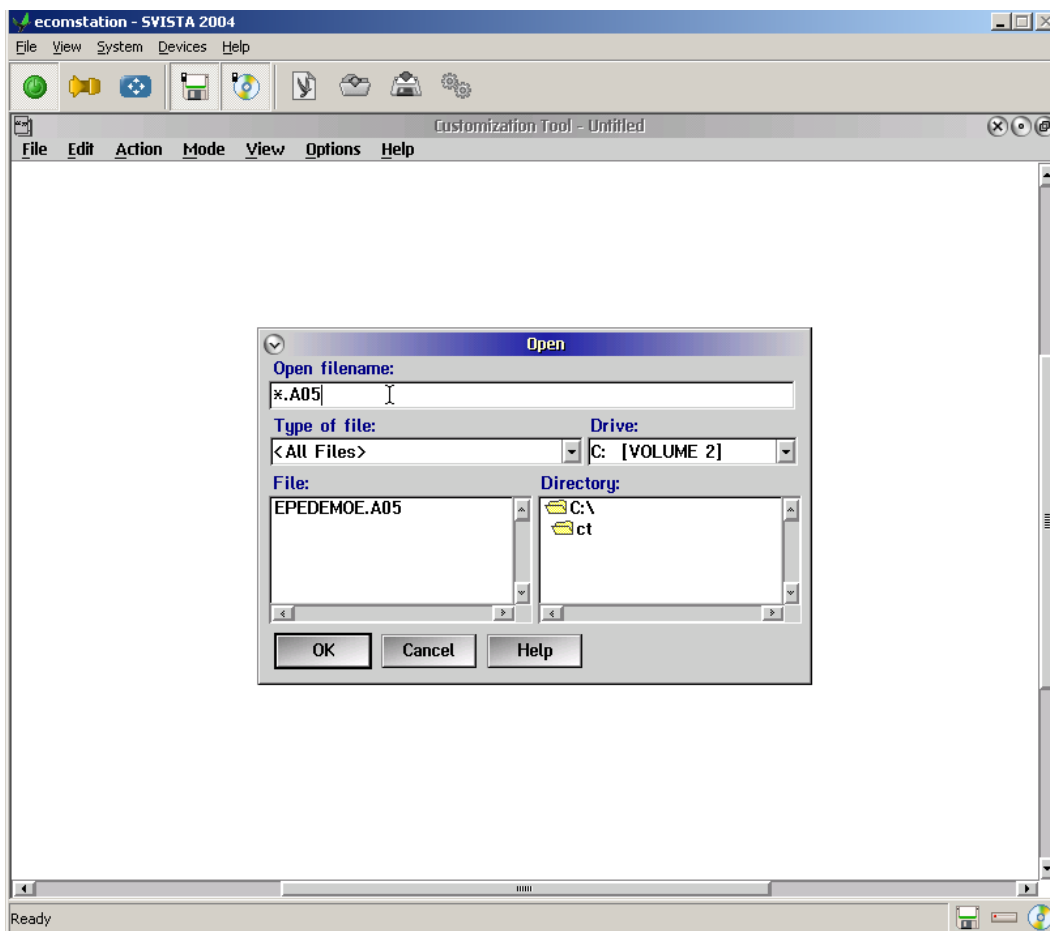 ecomstation - SVISTA 2004
File View System Devices Help
Customization Tool - Untitled
File Edit Action Mode View Options Help
Open
Open filename:
*.A05
Type of file: Drive:
<All Files> C: [VOLUME 2]
File: Directory:
EPEDEMOE.A05 C:\
ct
OK Cancel Help
Ready